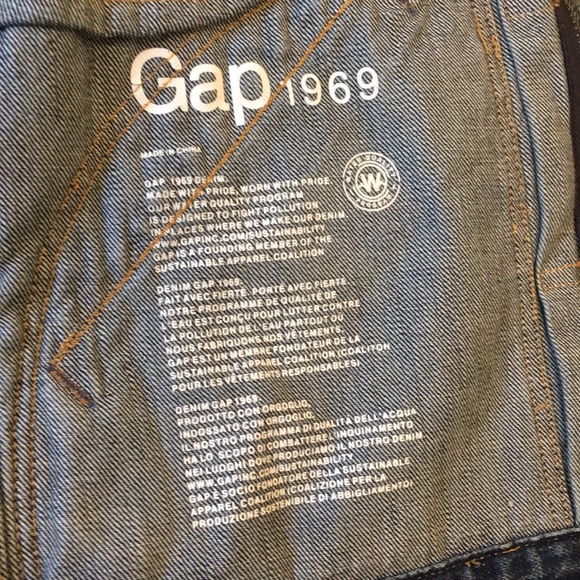 Gap 1969
MADE IN CHINA
GAP 1969 DENIM.
MADE WITH PRIDE, WORN WITH PRIDE
OUR WATER QUALITY PROGRAM
IS DESIGNED TO FIGHT POLLUTION
IN PLACES WHERE WE MAKE OUR DENIM.
WWW.GAPINC.COM/SUSTAINABILITY
GAP IS A FOUNDING MEMBER OF THE
SUSTAINABLE APPAREL COALITION
WATER QUALITY
W
DENIM GAP 1969.
FAIT AVEC FIERTÉ, PORTÉ AVEC FIERTÉ.
NOTRE PROGRAMME DE QUALITÉ DE
L'EAU EST CONÇU POUR LUTTER CONTRE
LA POLLUTION DE L'EAU PARTOUT OÙ
NOUS FABRIQUONS NOS VÊTEMENTS.
GAP EST UN MEMBRE FONDATEUR DE LA
SUSTAINABLE APPAREL COALITION (COALITON
POUR LES VÊTEMENTS RESPONSABLES)
DENIM GAP 1969.
PRODOTTO CON ORGOGLIO,
INDOSSATO CON ORGOGLIO.
IL NOSTRO PROGRAMMA DI QUALITÀ DELL'ACQUA
HA LO SCOPO DI COMBATTERE L'INQUINAMENTO
NEI LUOGHI DOVE PRODUCIAMO IL NOSTRO DENIM.
WWW.GAPINC.COM/SUSTAINABILITY.
GAP È SOCIO FONDATORE DELLA SUSTAINABLE
APPAREL COALITION (COALIZIONE PER LA
PRODUZIONE SOSTENIBILE DI ABBIGLIAMENTO)